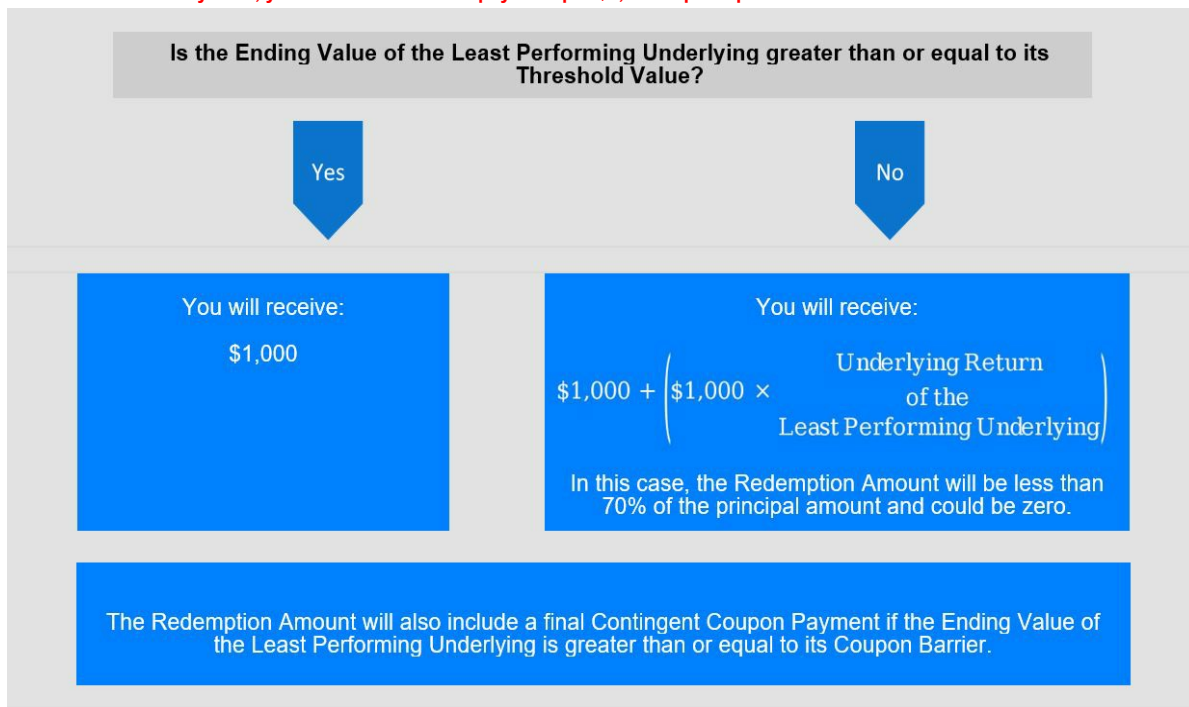 Is the Ending Value of the Least Performing Underlying greater than or equal to its
Threshold Value?
Yes
No
You will receive:
$1,000
You will receive:
$1,000 + ($1,000 × Underlying Return
of the
Least Performing Underlying)
In this case, the Redemption Amount will be less than
70% of the principal amount and could be zero.
The Redemption Amount will also include a final Contingent Coupon Payment if the Ending Value of
the Least Performing Underlying is greater than or equal to its Coupon Barrier.